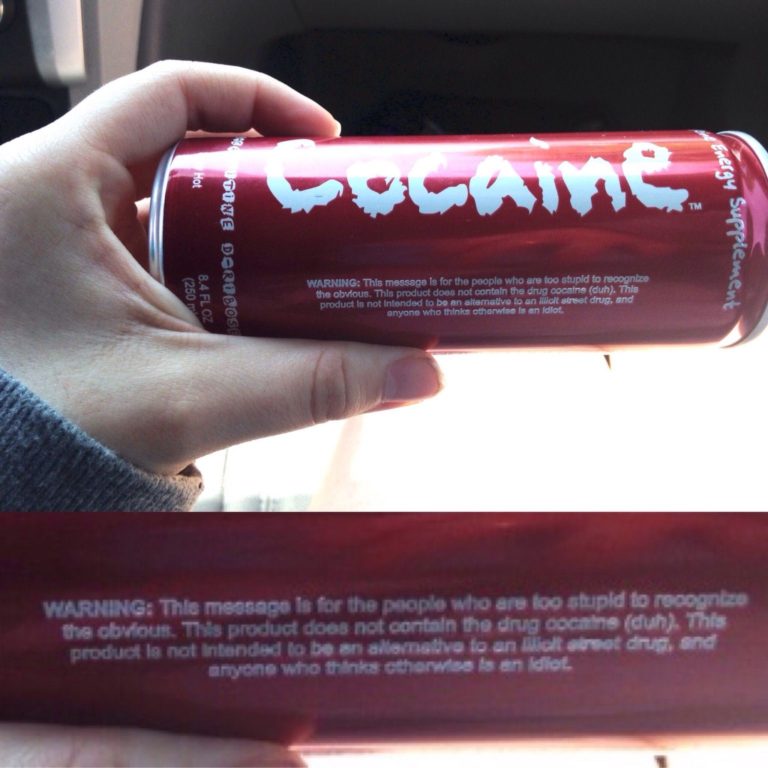 Cocaine™
Energy Supplement
Hot
8.4 FL OZ
WARNING: This message is for the people who are too stupid to recognize
the obvious. This product does not contain the drug cocaine (duh). This
product is not intended to be an alternative to an illicit street drug, and
anyone who thinks otherwise is an idiot.
WARNING: This message is for the people who are too stupid to recognize
the obvious. This product does not contain the drug cocaine (duh). This
product is not intended to be an alternative to an illicit street drug, and
anyone who thinks otherwise is an idiot.